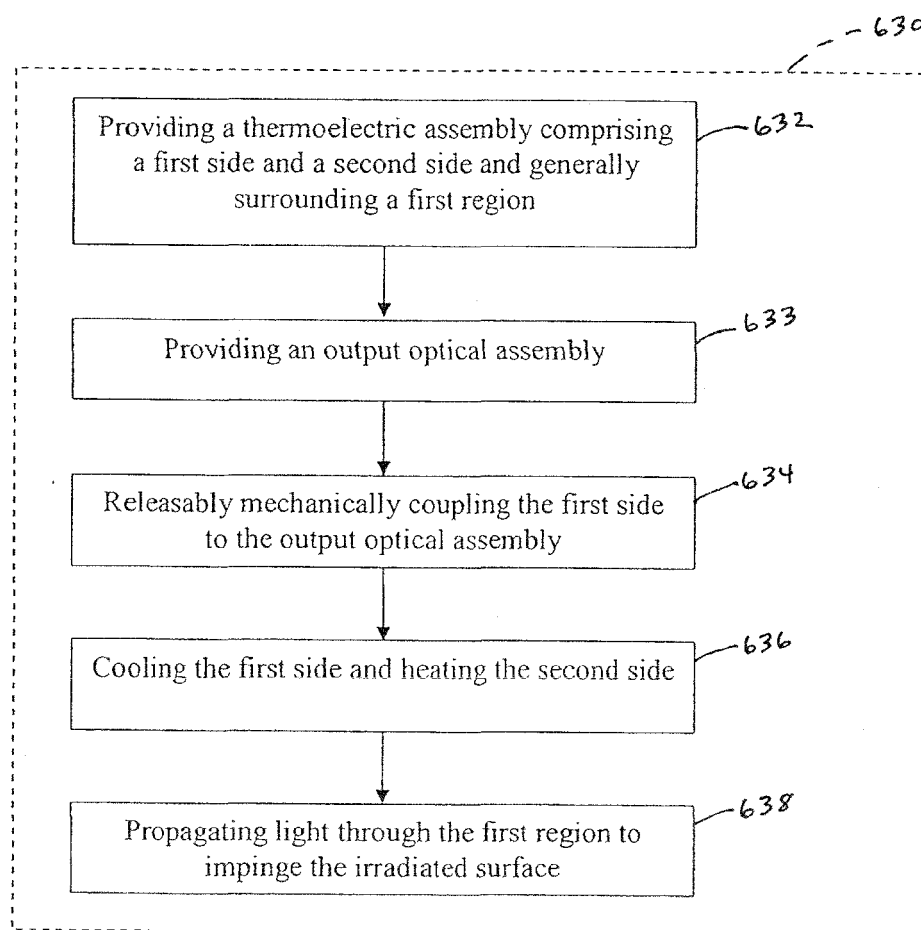 630
Providing a thermoelectric assembly comprising
a first side and a second side and generally
surrounding a first region
632
Providing an output optical assembly
633
Releasably mechanically coupling the first side
to the output optical assembly
634
Cooling the first side and heating the second side
636
Propagating light through the first region to
impinge the irradiated surface
638